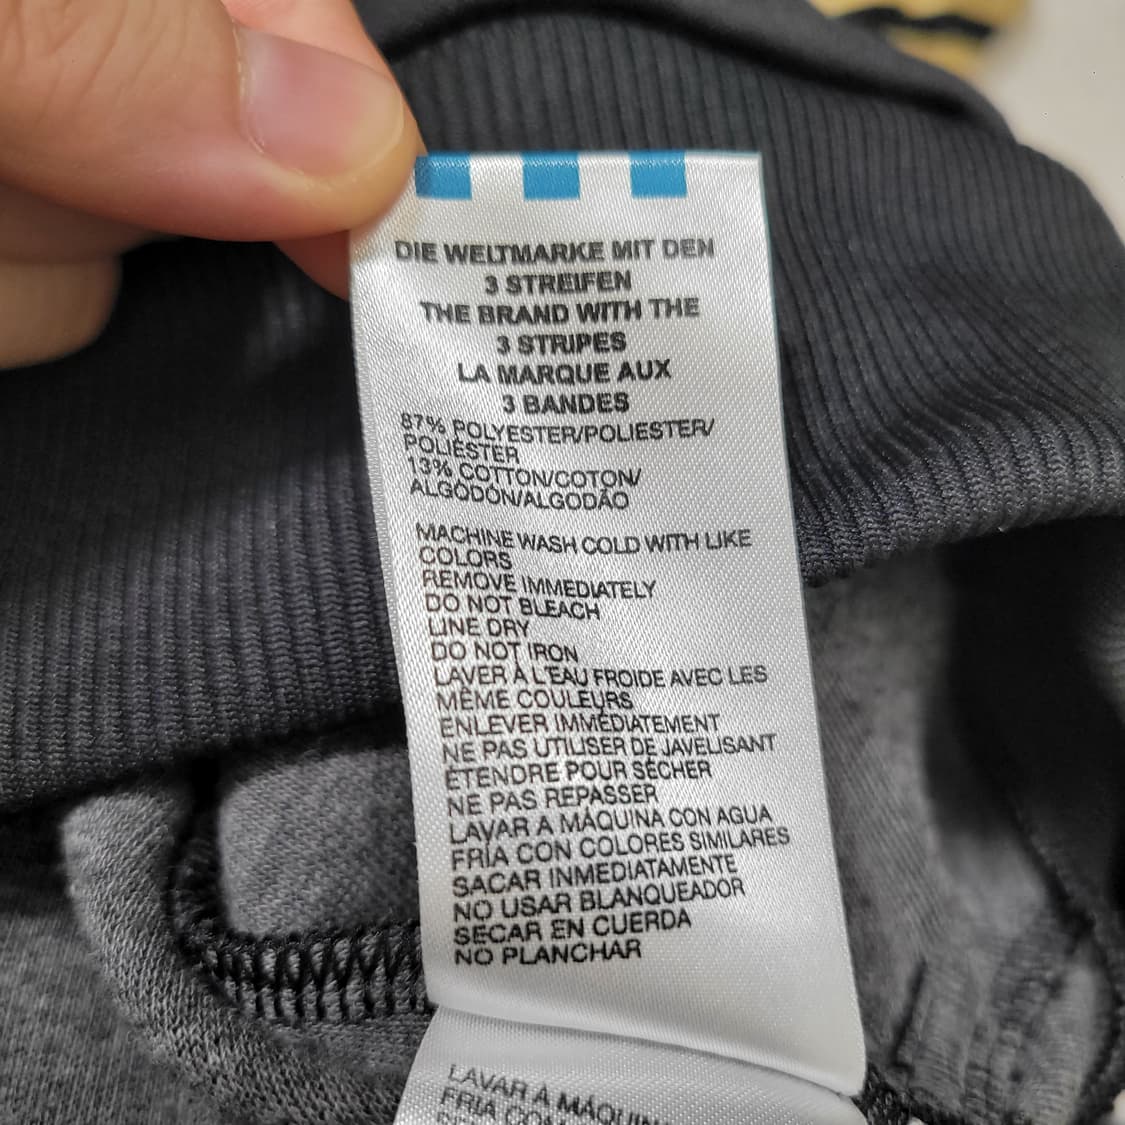 DIE WELTMARKE MIT DEN
3 STREIFEN
THE BRAND WITH THE
3 STRIPES
LA MARQUE AUX
3 BANDES
87% POLYESTER/POLIESTER/
POLIÉSTER
13% COTTON/COTON/
ALGODÓN/ALGODÃO
MACHINE WASH COLD WITH LIKE
COLORS
REMOVE IMMEDIATELY
DO NOT BLEACH
LINE DRY
DO NOT IRON
LAVER À L'EAU FROIDE AVEC LES
MÊME COULEURS
ENLEVER IMMÉDIATEMENT
NE PAS UTILISER DE JAVELISANT
ÉTENDRE POUR SÉCHER
NE PAS REPASSER
LAVAR A MÁQUINA CON AGUA
FRÍA CON COLORES SIMILARES
SACAR INMEDIATAMENTE
NO USAR BLANQUEADOR
SECAR EN CUERDA
NO PLANCHAR
LAVAR À
FRIA